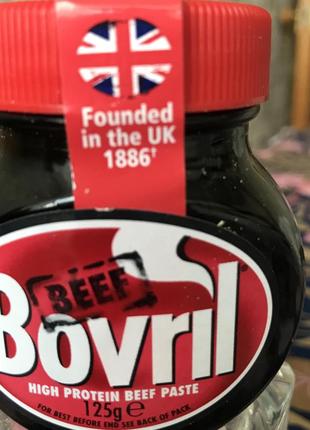 Founded
in the UK
1886†
BEEF
Bovril
HIGH PROTEIN BEEF PASTE
125g ℮
FOR BEST BEFORE END SEE BACK OF PACK